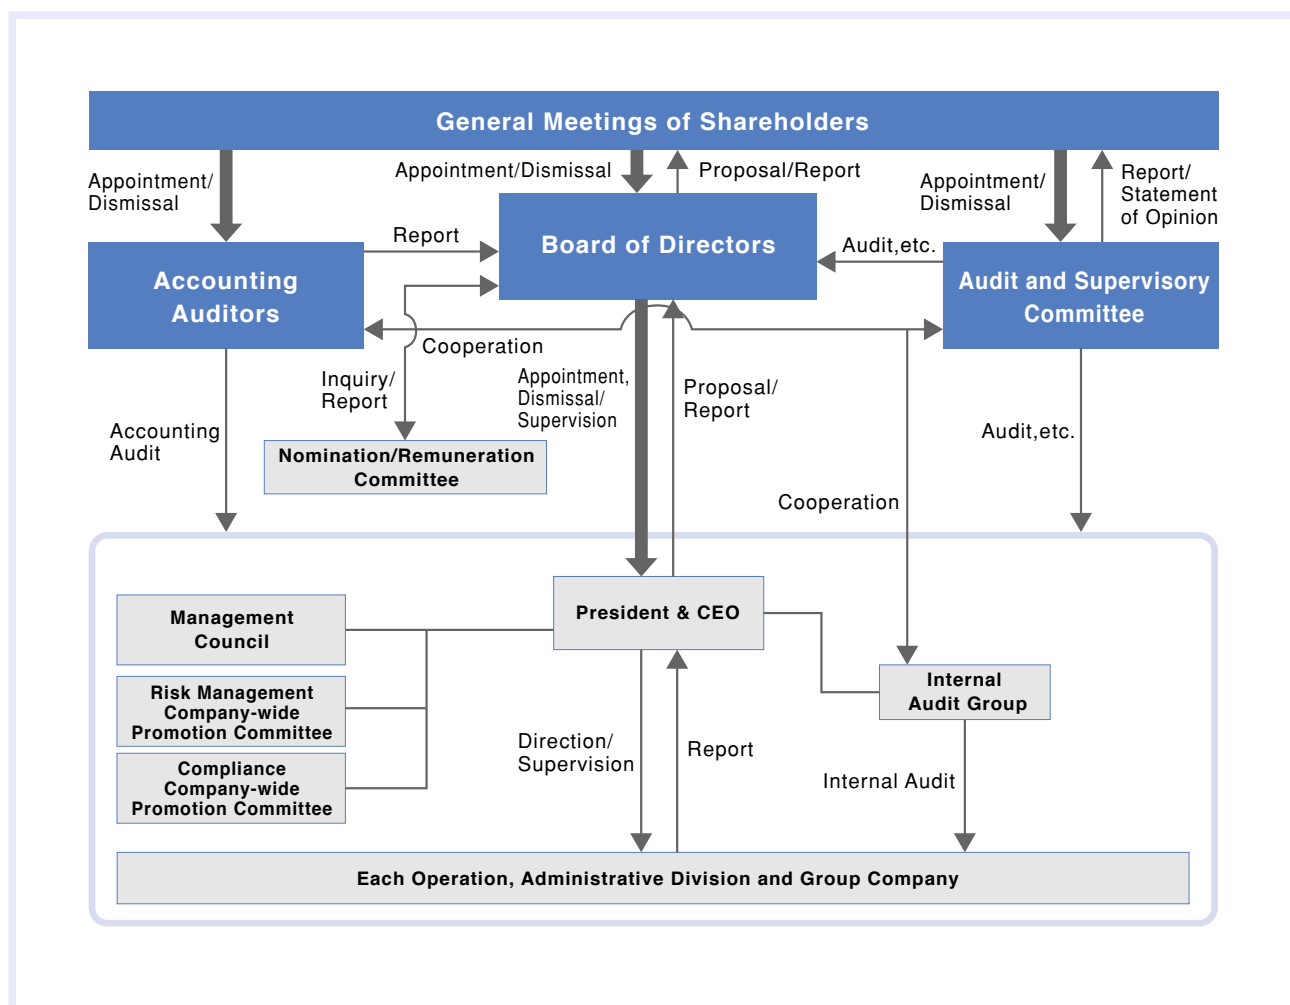 General Meetings of Shareholders
Appointment/
Dismissal
Appointment/Dismissal
Proposal/Report
Appointment/
Dismissal
Report/
Statement
of Opinion
Report
Board of Directors
Audit,etc.
Accounting
Auditors
Audit and Supervisory
Committee
Cooperation
Inquiry/
Report
Appointment,
Dismissal/
Supervision
Proposal/
Report
Accounting
Audit
Audit,etc.
Nomination/Remuneration
Committee
Cooperation
President & CEO
Management
Council
Internal
Audit Group
Risk Management
Company-wide
Promotion Committee
Direction/
Supervision
Report
Compliance
Company-wide
Promotion Committee
Internal Audit
Each Operation, Administrative Division and Group Company